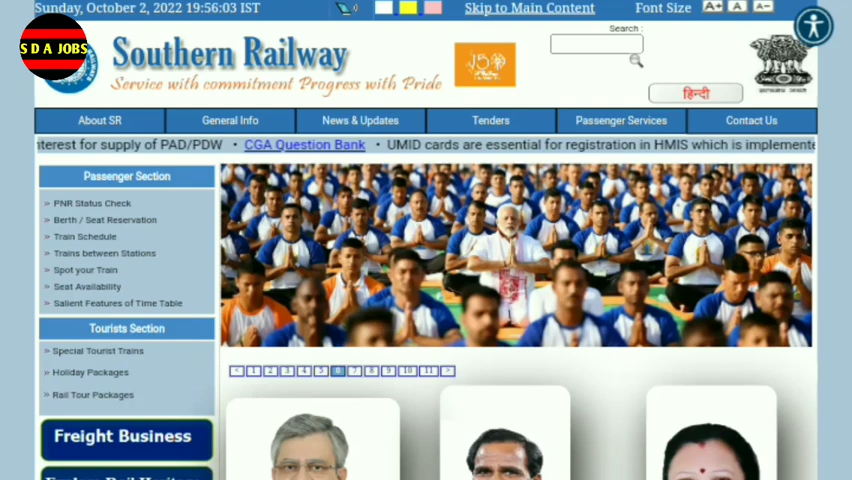 Sunday, October 2, 2022 19:56:03 IST
Skip to Main Content
Font Size A+ A A-
S D A JOBS
Southern Railway
Service with commitment Progress with Pride
Search :
हिन्दी
About SR General Info News & Updates Tenders Passenger Services Contact Us
nterest for supply of PAD/PDW • CGA Question Bank • UMID cards are essential for registration in HMIS which is implemente
Passenger Section
» PNR Status Check
» Berth / Seat Reservation
» Train Schedule
» Trains between Stations
» Spot your Train
» Seat Availability
» Salient Features of Time Table
Tourists Section
» Special Tourist Trains
» Holiday Packages
» Rail Tour Packages
< 1 2 3 4 5 6 7 8 9 10 11 >
Freight Business